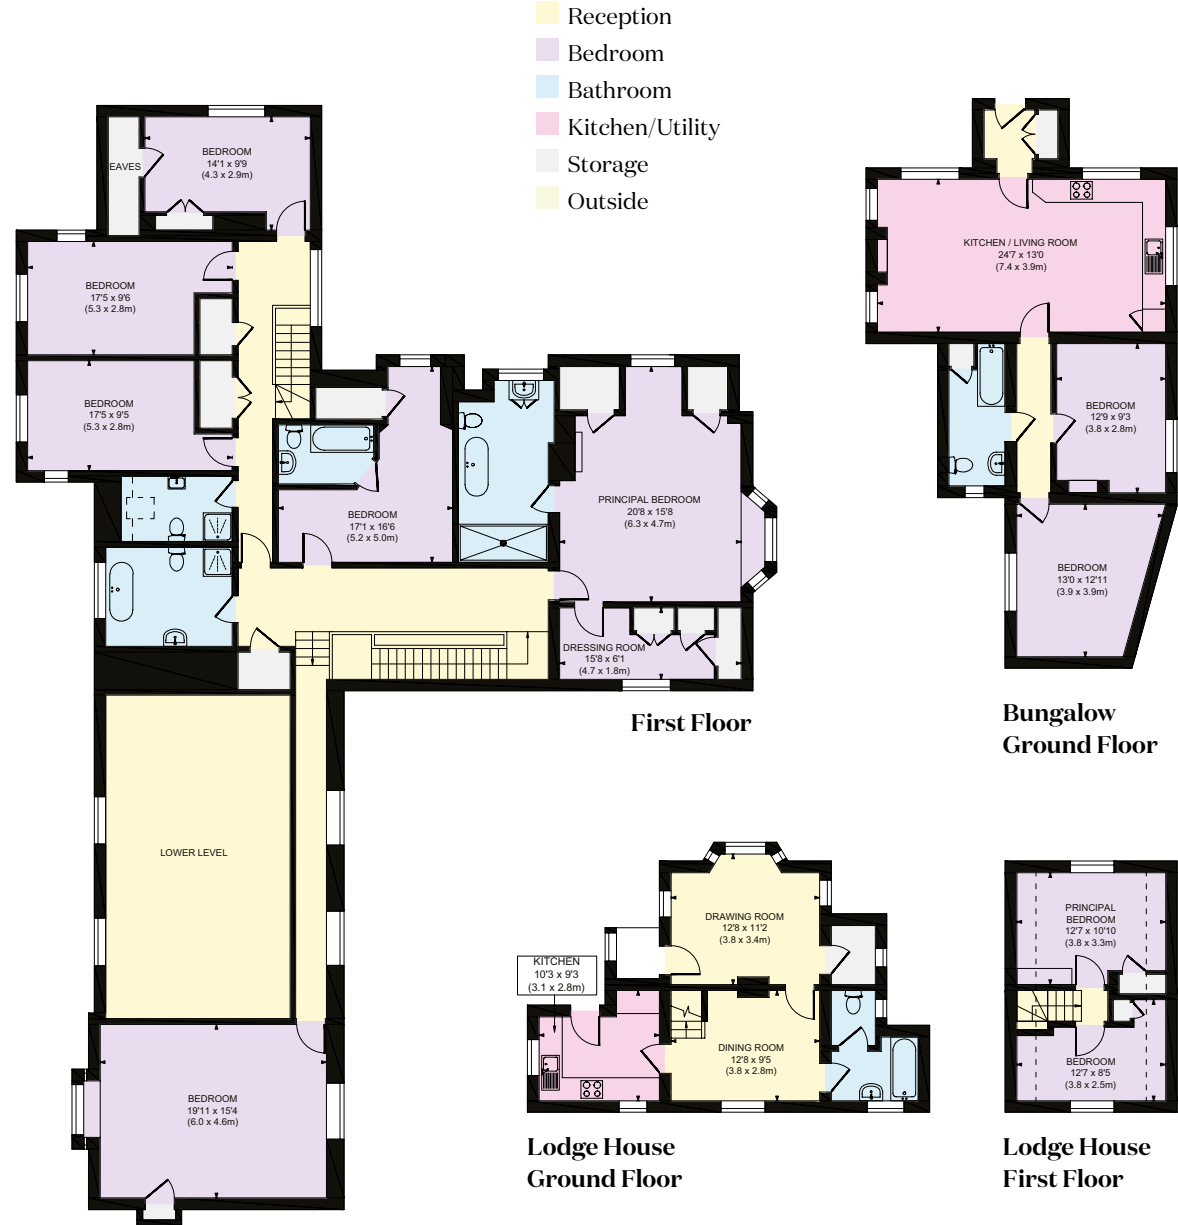 Reception
Bedroom
Bathroom
Kitchen/Utility
Storage
Outside
EAVES
BEDROOM
14'1 x 9'9
(4.3 x 2.9m)
BEDROOM
17'5 x 9'6
(5.3 x 2.8m)
BEDROOM
17'5 x 9'5
(5.3 x 2.8m)
BEDROOM
17'1 x 16'6
(5.2 x 5.0m)
PRINCIPAL BEDROOM
20'8 x 15'8
(6.3 x 4.7m)
DRESSING ROOM
15'8 x 6'1
(4.7 x 1.8m)
LOWER LEVEL
BEDROOM
19'11 x 15'4
(6.0 x 4.6m)
First Floor
KITCHEN / LIVING ROOM
24'7 x 13'0
(7.4 x 3.9m)
BEDROOM
12'9 x 9'3
(3.8 x 2.8m)
BEDROOM
13'0 x 12'11
(3.9 x 3.9m)
Bungalow
Ground Floor
DRAWING ROOM
12'8 x 11'2
(3.8 x 3.4m)
KITCHEN
10'3 x 9'3
(3.1 x 2.8m)
DINING ROOM
12'8 x 9'5
(3.8 x 2.8m)
Lodge House
Ground Floor
PRINCIPAL
BEDROOM
12'7 x 10'10
(3.8 x 3.3m)
BEDROOM
12'7 x 8'5
(3.8 x 2.5m)
Lodge House
First Floor